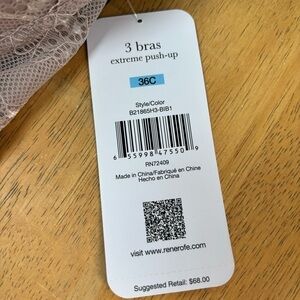 3 bras
extreme push-up
36C
Style/Color
B21865H3-BIB1
6 55998 47550 9
RN72409
Made in China/Fabriqué en Chine
Hecho en China
visit www.renerofe.com
Suggested Retail: $68.00